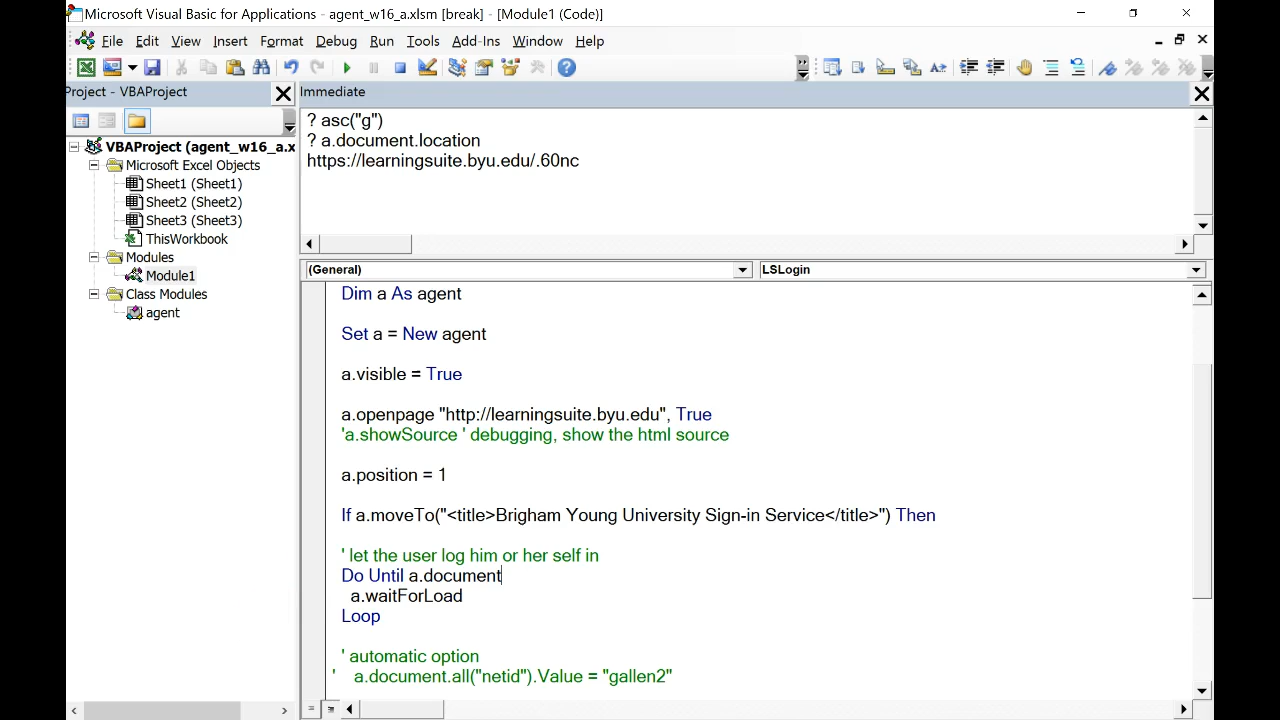 Microsoft Visual Basic for Applications - agent_w16_a.xlsm [break] - [Module1 (Code)]
File Edit View Insert Format Debug Run Tools Add-Ins Window Help
Project - VBAProject
Immediate
? asc("g")
? a.document.location
https://learningsuite.byu.edu/.60nc
VBAProject (agent_w16_a.x
Microsoft Excel Objects
Sheet1 (Sheet1)
Sheet2 (Sheet2)
Sheet3 (Sheet3)
ThisWorkbook
Modules
Module1
Class Modules
agent
(General)
LSLogin
Dim a As agent
Set a = New agent
a.visible = True
a.openpage "http://learningsuite.byu.edu", True
'a.showSource ' debugging, show the html source
a.position = 1
If a.moveTo("<title>Brigham Young University Sign-in Service</title>") Then
' let the user log him or her self in
Do Until a.document
a.waitForLoad
Loop
' automatic option
' a.document.all("netid").Value = "gallen2"